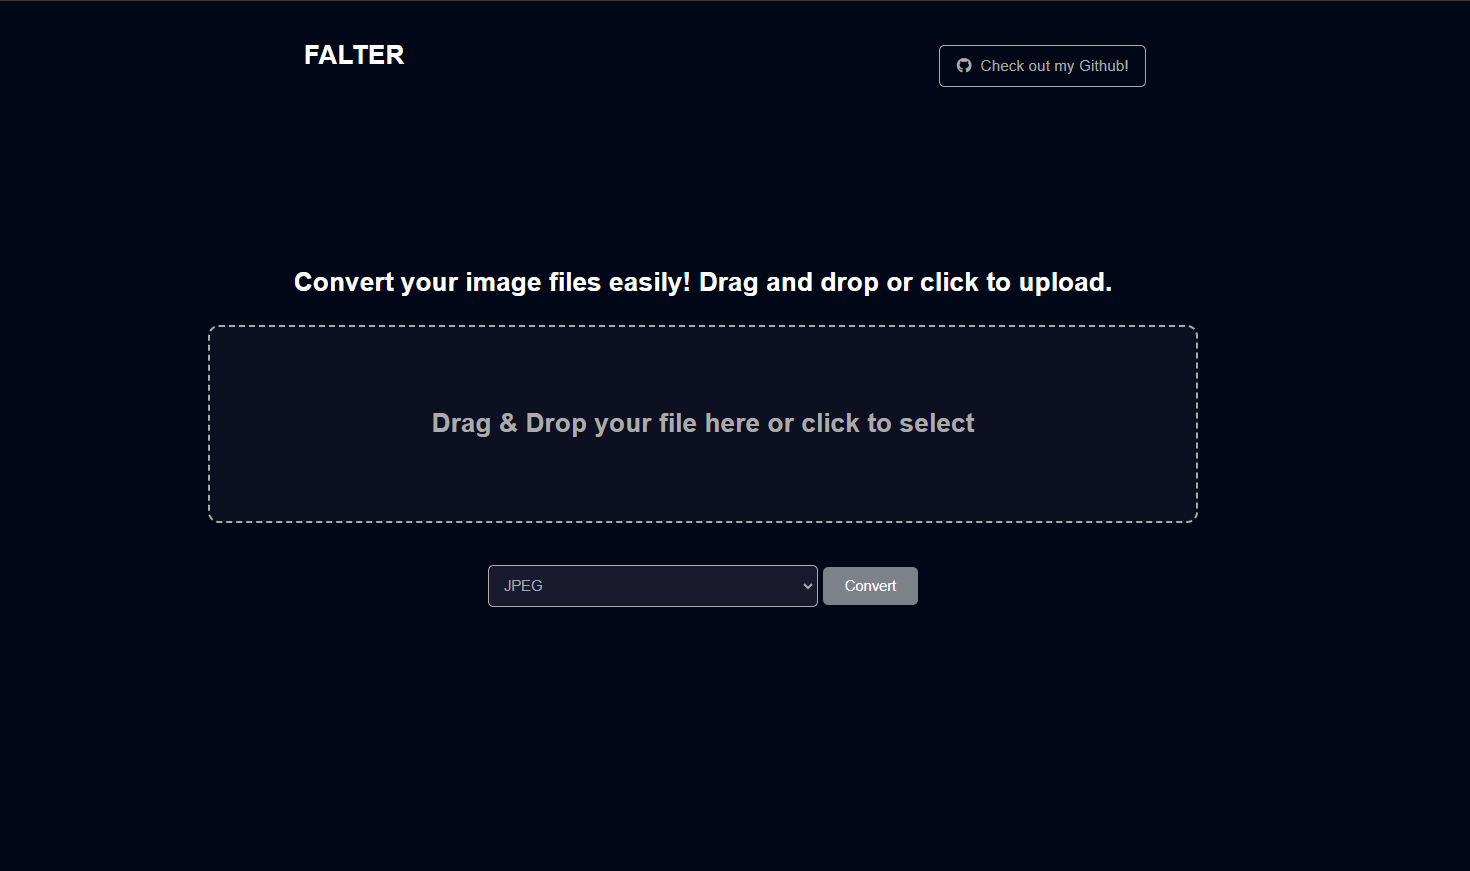 FALTER
Check out my Github!
Convert your image files easily! Drag and drop or click to upload.
Drag & Drop your file here or click to select
JPEG
Convert